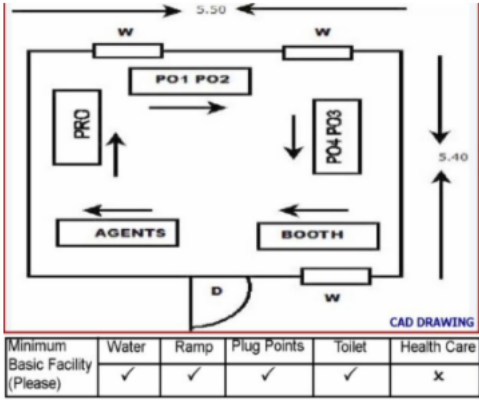 5.50
W W
PO1 PO2
PRO
PO4 PO3
5.40
AGENTS
BOOTH
D
W
CAD DRAWING
Minimum Basic Facility (Please) Water Ramp Plug Points Toilet Health Care
✓ ✓ ✓ ✓ x